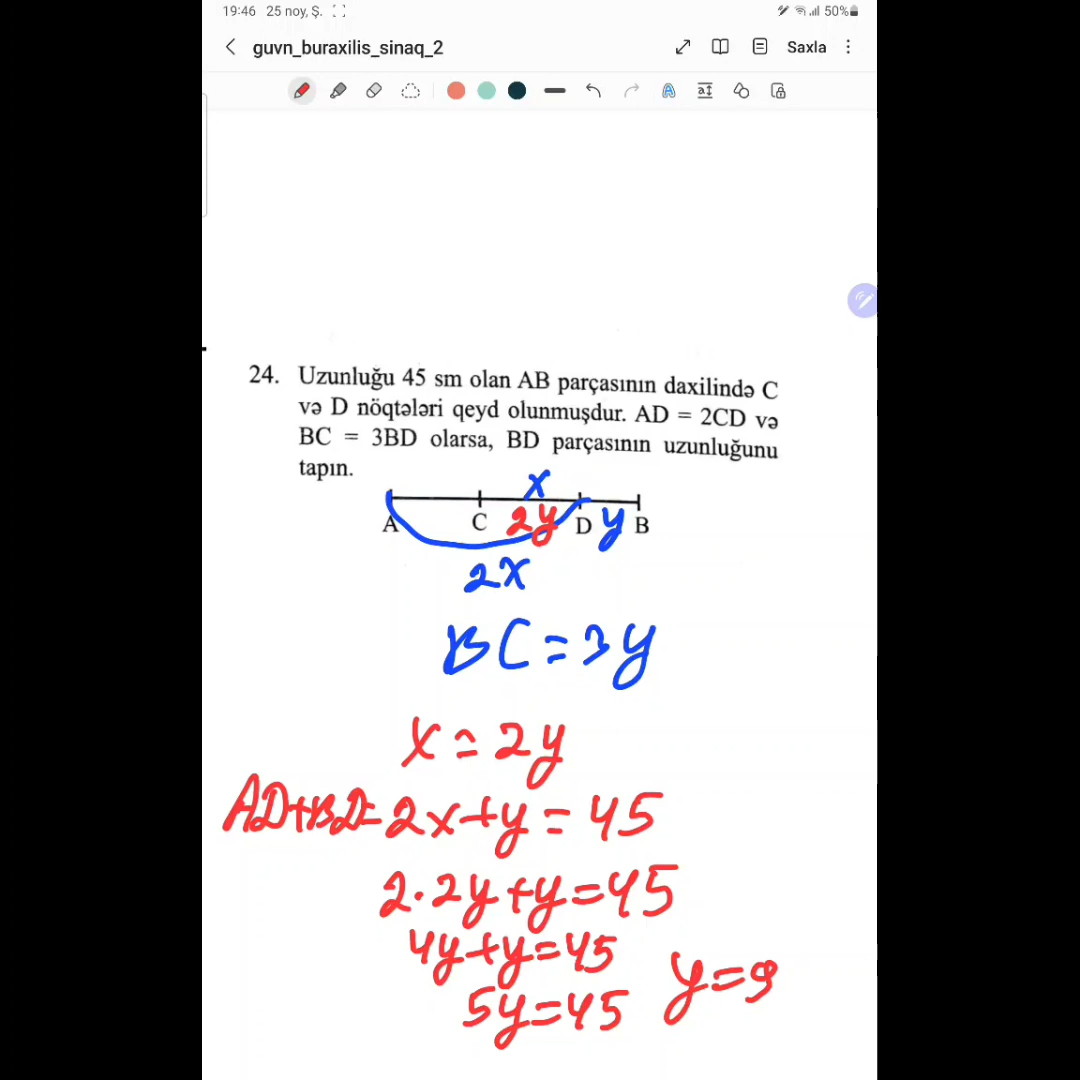 19:46 25 noy, Ş. 50%
guvn_buraxilis_sinaq_2 Saxla
24. Uzunluğu 45 sm olan AB parçasının daxilində C
və D nöqtələri qeyd olunmuşdur. AD = 2CD və
BC = 3BD olarsa, BD parçasının uzunluğunu
tapın.
x
A C 2y D y B
2x
BC=3y
x=2y
AD+BD=2x+y=45
2·2y+y=45
4y+y=45
5y=45 y=9